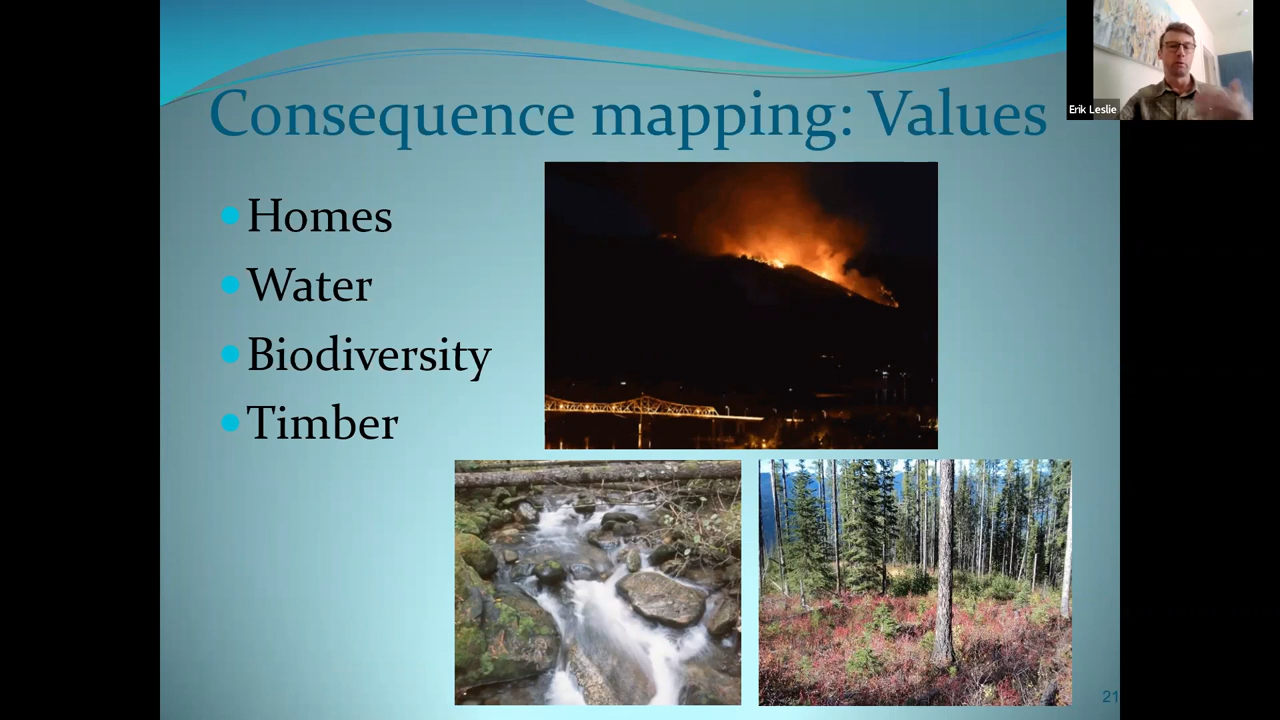 Consequence mapping: Values
Erik Leslie
Homes
Water
Biodiversity
Timber
21